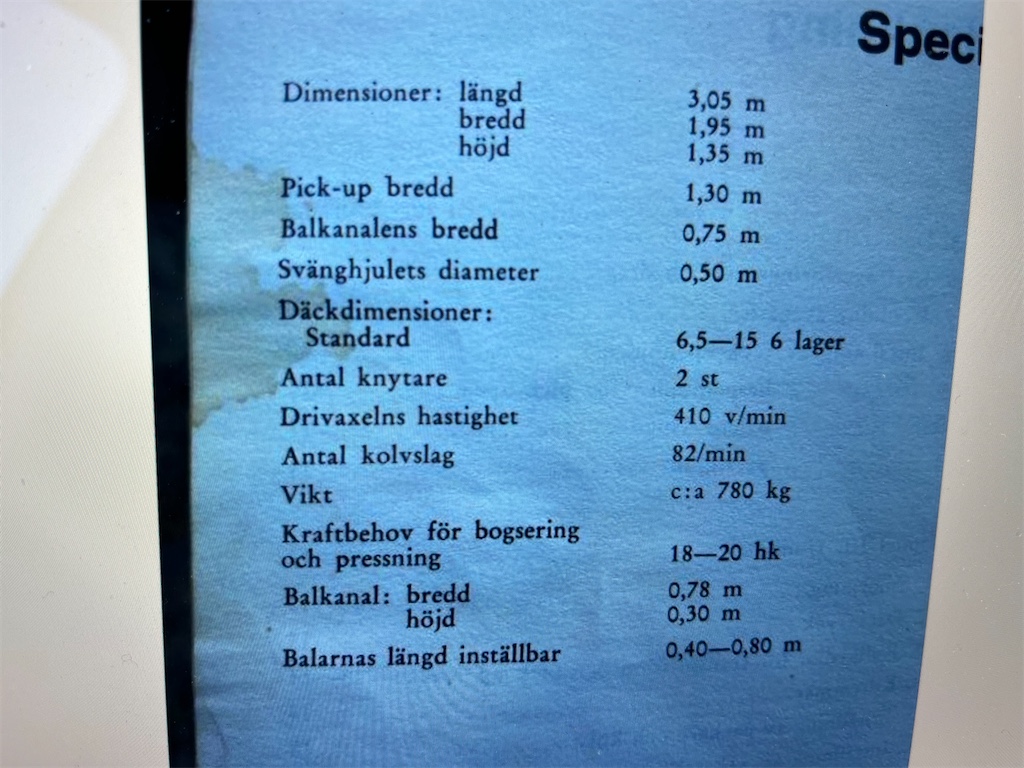 Speci
Dimensioner: längd 3,05 m
bredd 1,95 m
höjd 1,35 m
Pick-up bredd 1,30 m
Balkanalens bredd 0,75 m
Svänghjulets diameter 0,50 m
Däckdimensioner:
Standard 6,5—15 6 lager
Antal knytare 2 st
Drivaxelns hastighet 410 v/min
Antal kolvslag 82/min
Vikt c:a 780 kg
Kraftbehov för bogsering
och pressning 18—20 hk
Balkanal: bredd 0,78 m
höjd 0,30 m
Balarnas längd inställbar 0,40—0,80 m